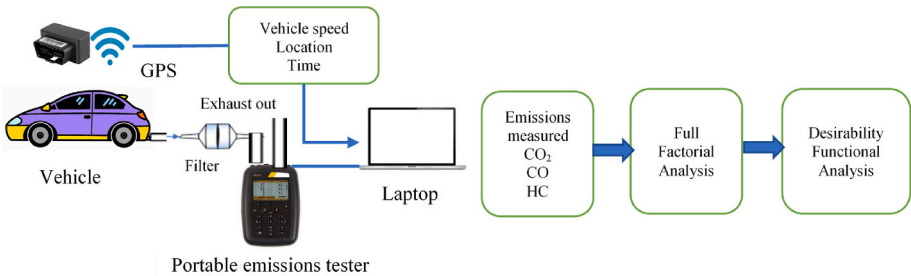 GPS
Vehicle speed
Location
Time
Exhaust out
Filter
Vehicle
Laptop
Portable emissions tester
Emissions
measured
CO₂
CO
HC
Full
Factorial
Analysis
Desirability
Functional
Analysis